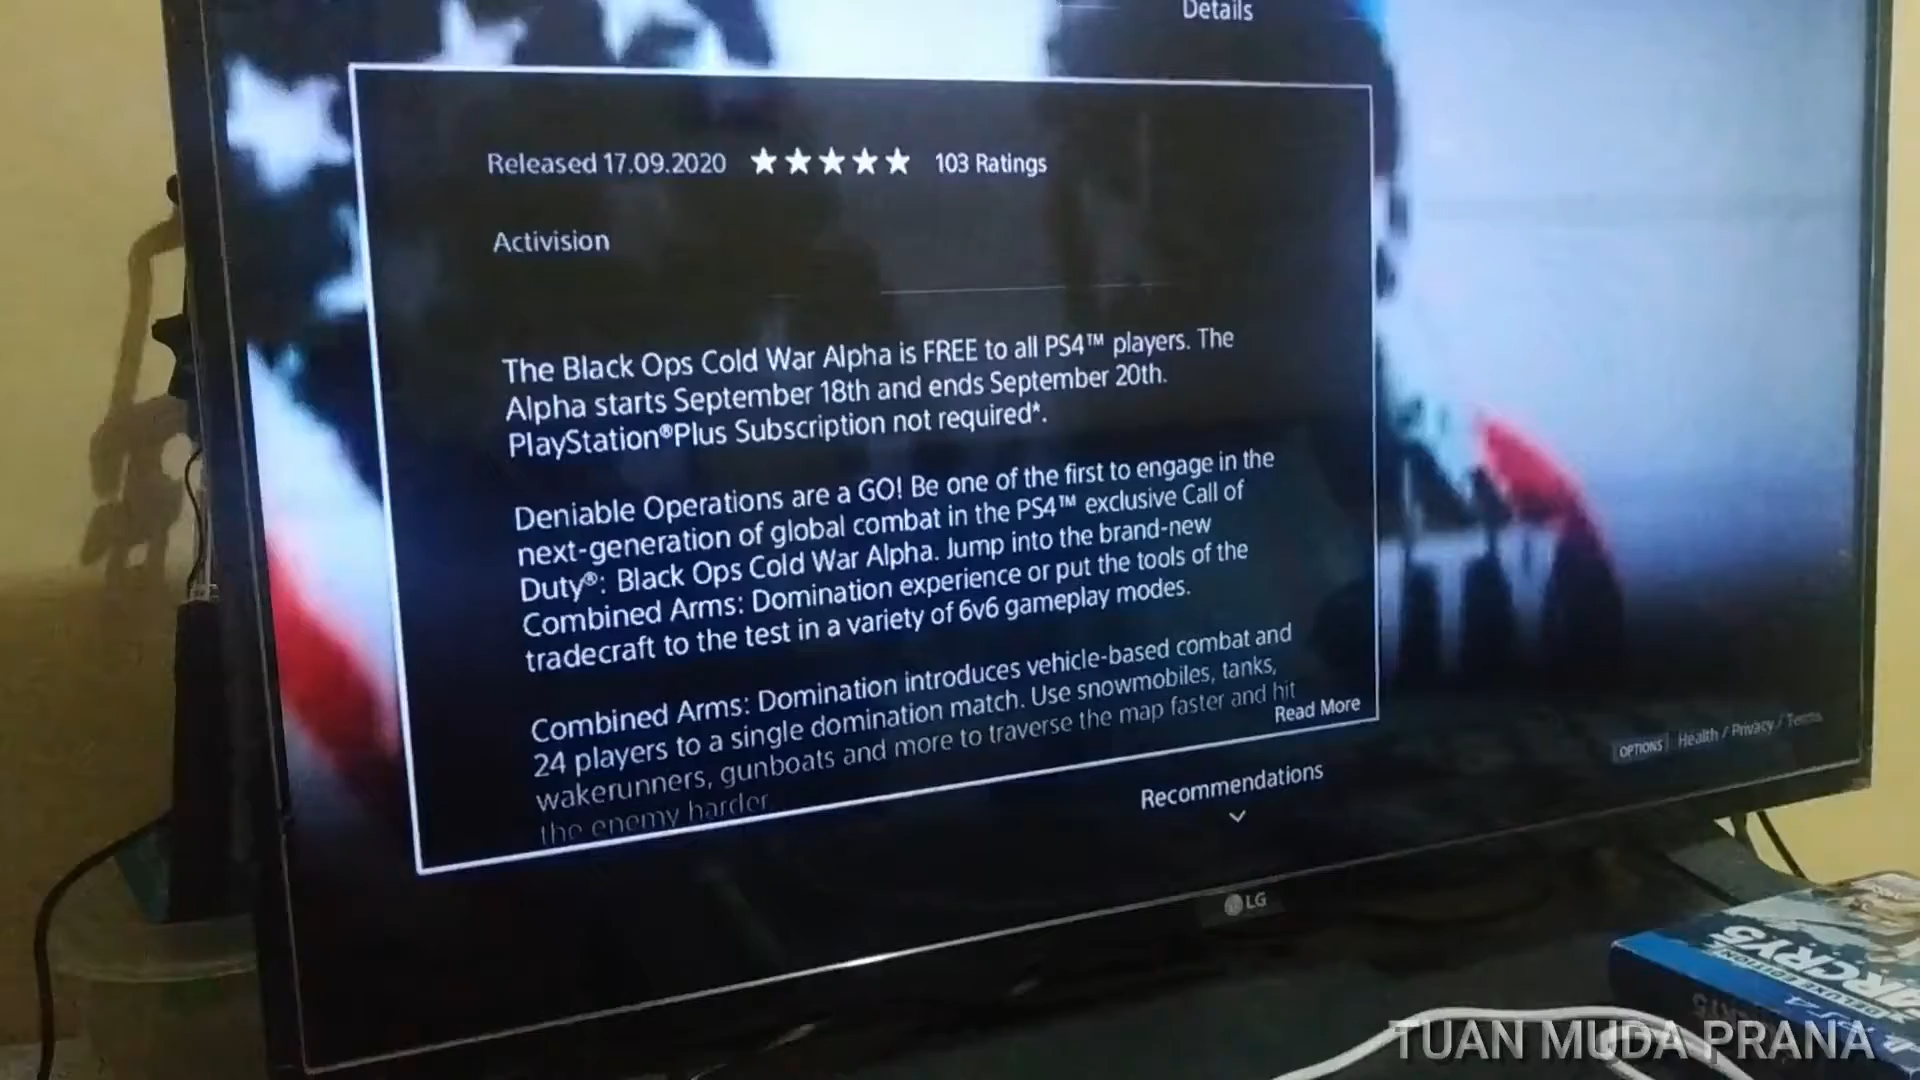 Details
Released 17.09.2020 ★★★★★ 103 Ratings
Activision
The Black Ops Cold War Alpha is FREE to all PS4™ players. The
Alpha starts September 18th and ends September 20th.
PlayStation®Plus Subscription not required*.
Deniable Operations are a GO! Be one of the first to engage in the
next-generation of global combat in the PS4™ exclusive Call of
Duty®: Black Ops Cold War Alpha. Jump into the brand-new
Combined Arms: Domination experience or put the tools of the
tradecraft to the test in a variety of 6v6 gameplay modes.
Combined Arms: Domination introduces vehicle-based combat and
24 players to a single domination match. Use snowmobiles, tanks,
wakerunners, gunboats and more to traverse the map faster and hit
the enemy harder
Read More
OPTIONS Health / Privacy / Terms
Recommendations
LG
FARCRY5
DELUXE EDITION
PS4
TUAN MUDA PRANA